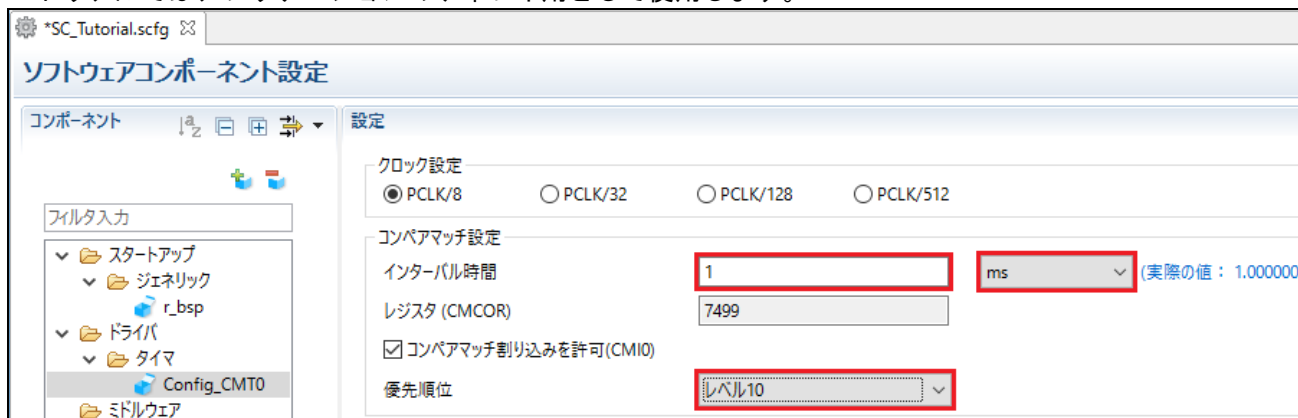 *SC_Tutorial.scfg
ソフトウェアコンポーネント設定
コンポーネント
設定
フィルタ入力
スタートアップ
ジェネリック
r_bsp
ドライバ
タイマ
Config_CMT0
ミドルウェア
クロック設定
PCLK/8 PCLK/32 PCLK/128 PCLK/512
コンペアマッチ設定
インターバル時間 1 ms (実際の値： 1.000000
レジスタ (CMCOR) 7499
コンペアマッチ割り込みを許可(CMI0)
優先順位 レベル10